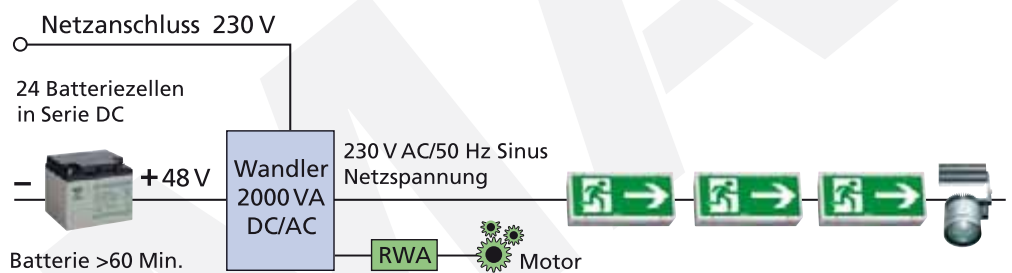 Netzanschluss 230 V
24 Batteriezellen
in Serie DC
– +48 V
Wandler
2000 VA
DC/AC
230 V AC/50 Hz Sinus
Netzspannung
RWA
Motor
Batterie >60 Min.